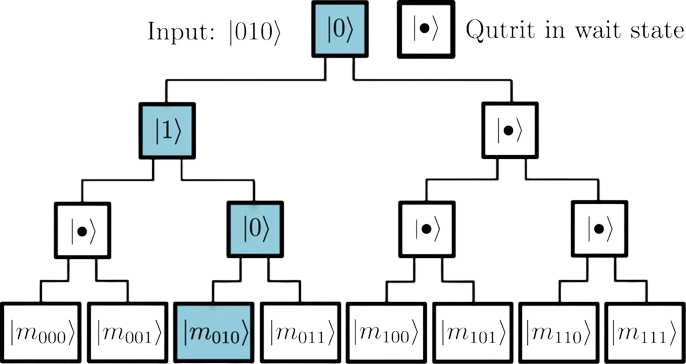 Input: |010⟩ |0⟩ |•⟩ Qutrit in wait state
|1⟩ |•⟩
|•⟩ |0⟩ |•⟩ |•⟩
|m₀₀₀⟩ |m₀₀₁⟩ |m₀₁₀⟩ |m₀₁₁⟩ |m₁₀₀⟩ |m₁₀₁⟩ |m₁₁₀⟩ |m₁₁₁⟩